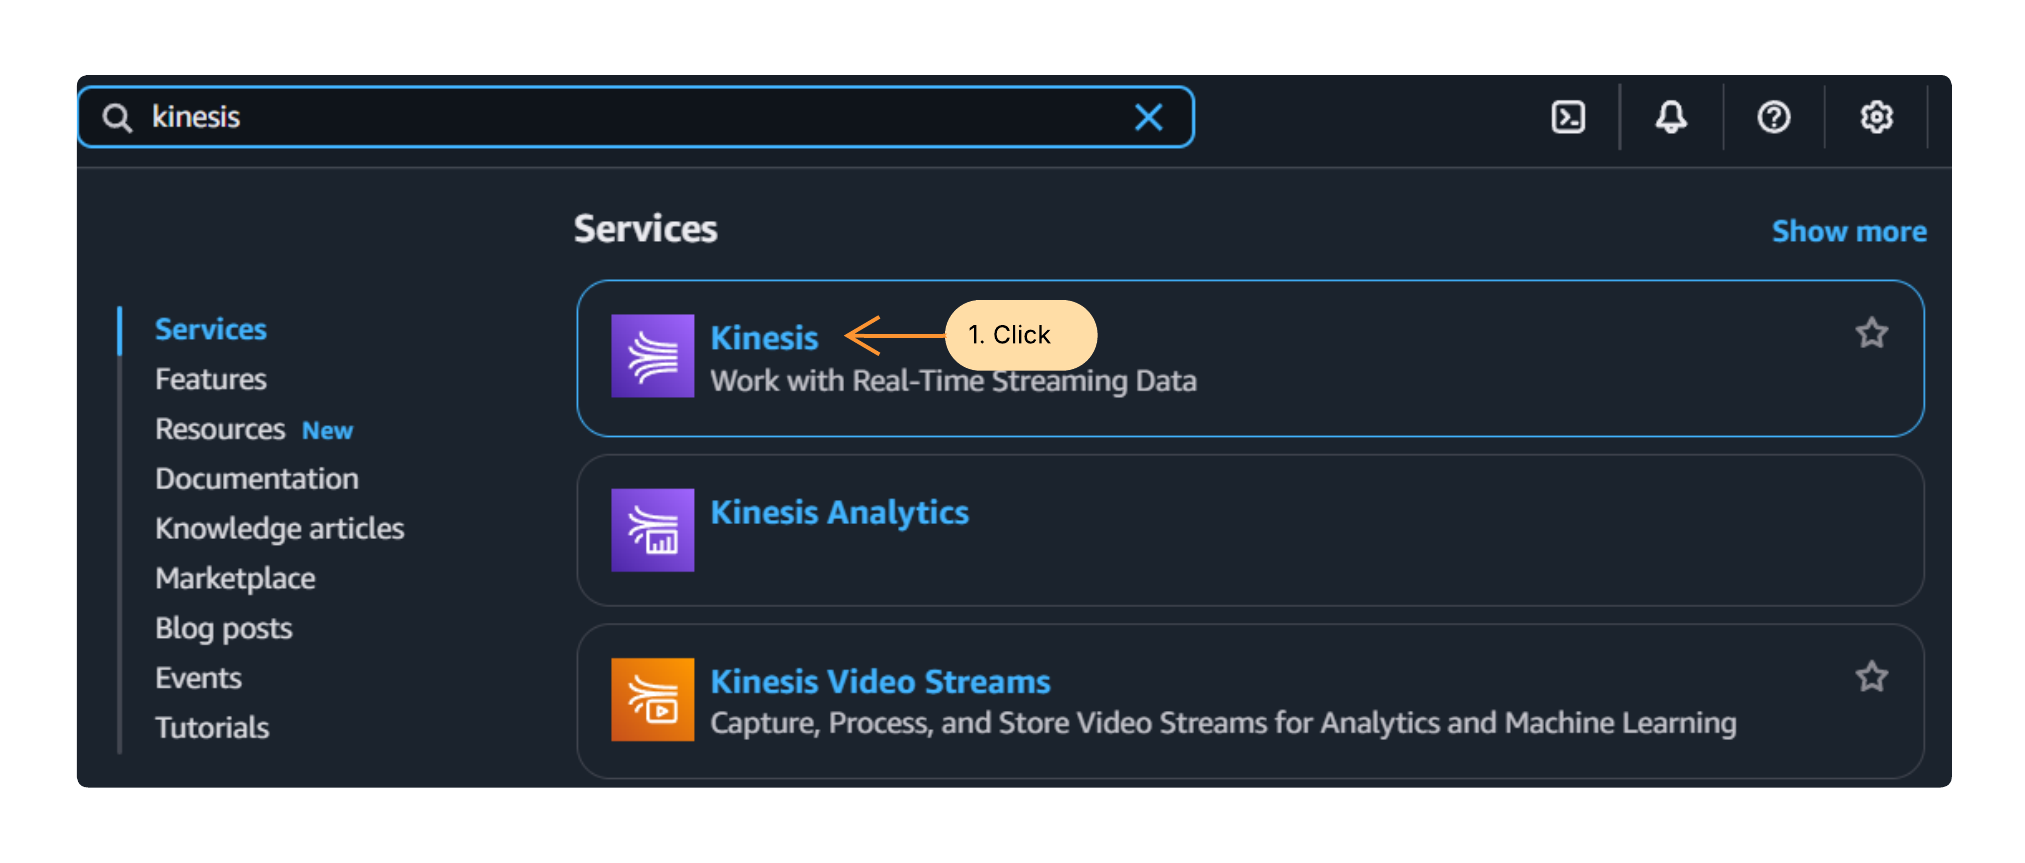 kinesis
Services
Show more
Services
Features
Resources New
Documentation
Knowledge articles
Marketplace
Blog posts
Events
Tutorials
Kinesis
1. Click
Work with Real-Time Streaming Data
Kinesis Analytics
Kinesis Video Streams
Capture, Process, and Store Video Streams for Analytics and Machine Learning